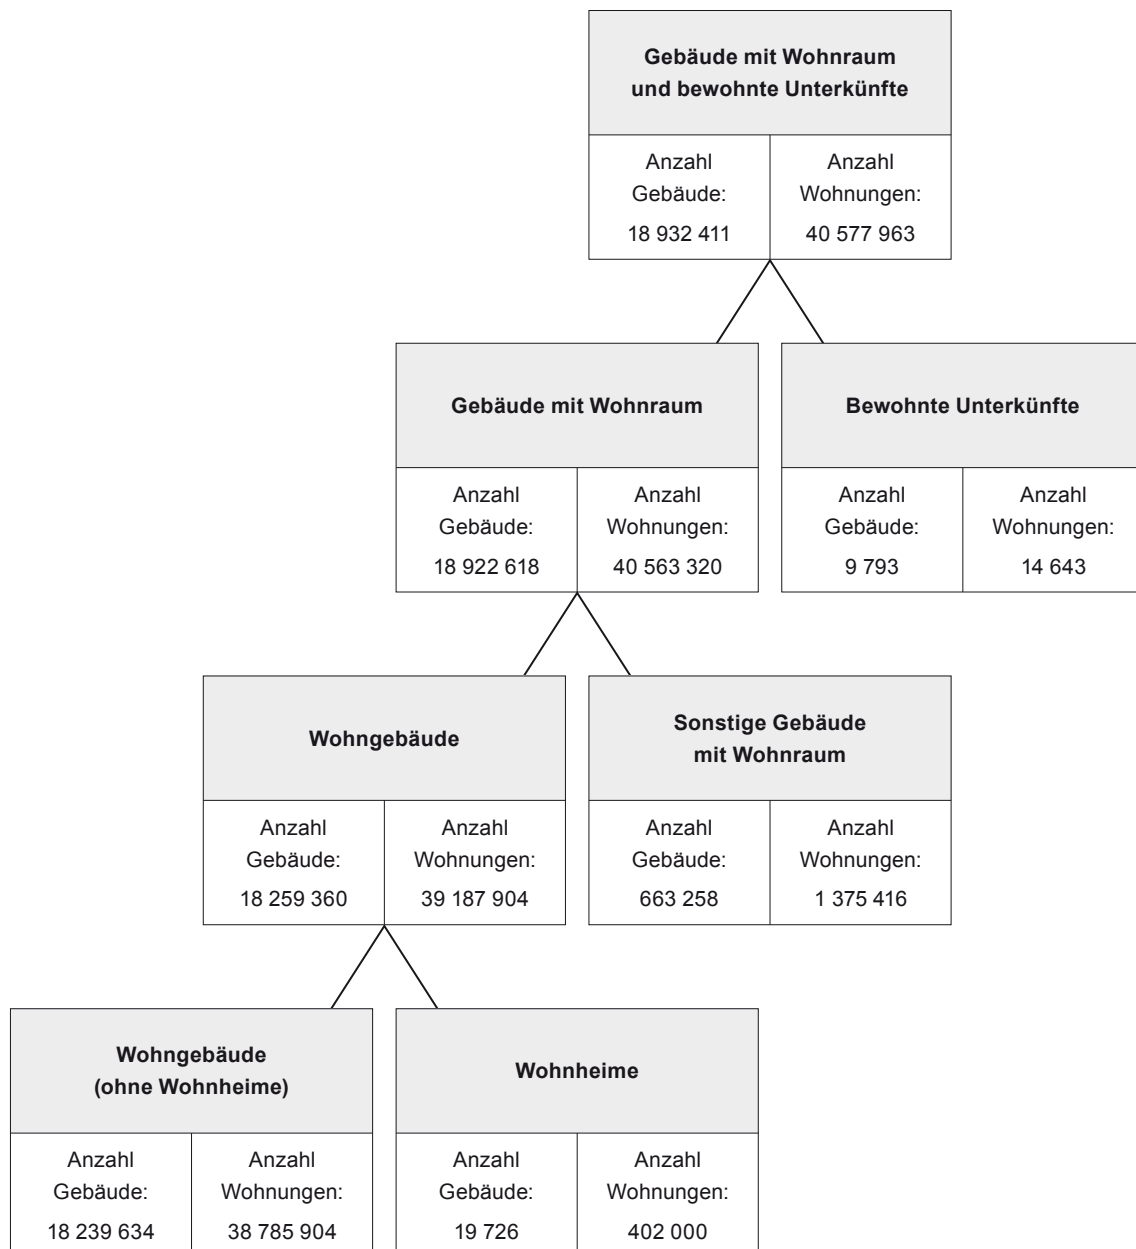 Gebäude mit Wohnraum
und bewohnte Unterkünfte
Anzahl
Gebäude:
18 932 411
Anzahl
Wohnungen:
40 577 963
Gebäude mit Wohnraum
Anzahl
Gebäude:
18 922 618
Anzahl
Wohnungen:
40 563 320
Bewohnte Unterkünfte
Anzahl
Gebäude:
9 793
Anzahl
Wohnungen:
14 643
Wohngebäude
Anzahl
Gebäude:
18 259 360
Anzahl
Wohnungen:
39 187 904
Sonstige Gebäude
mit Wohnraum
Anzahl
Gebäude:
663 258
Anzahl
Wohnungen:
1 375 416
Wohngebäude
(ohne Wohnheime)
Anzahl
Gebäude:
18 239 634
Anzahl
Wohnungen:
38 785 904
Wohnheime
Anzahl
Gebäude:
19 726
Anzahl
Wohnungen:
402 000